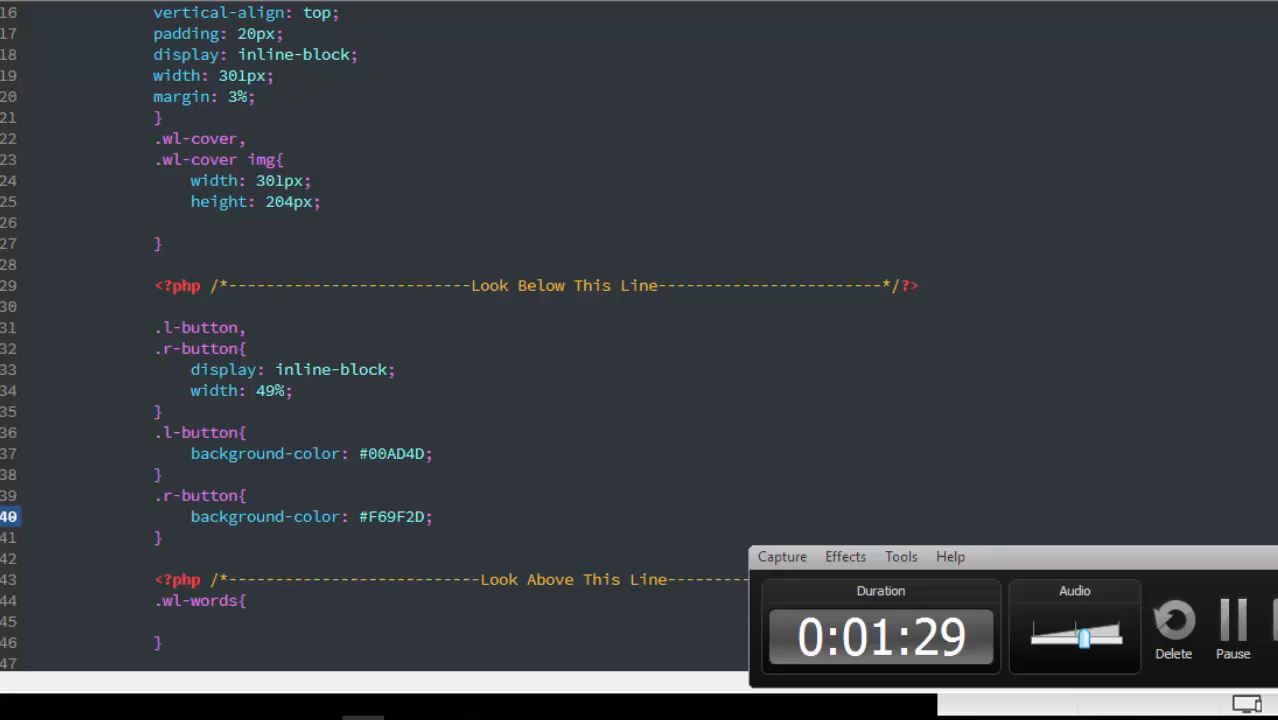 16 vertical-align: top;
17 padding: 20px;
18 display: inline-block;
19 width: 301px;
20 margin: 3%;
21 }
22 .wl-cover,
23 .wl-cover img{
24 width: 301px;
25 height: 204px;
26
27 }
28
29 <?php /*--------------------------Look Below This Line------------------------*/?>
30
31 .l-button,
32 .r-button{
33 display: inline-block;
34 width: 49%;
35 }
36 .l-button{
37 background-color: #00AD4D;
38 }
39 .r-button{
40 background-color: #F69F2D;
41 }
42
43 <?php /*---------------------------Look Above This Line---------
44 .wl-words{
45
46 }
47
Capture Effects Tools Help
Duration Audio
0:01:29
Delete Pause